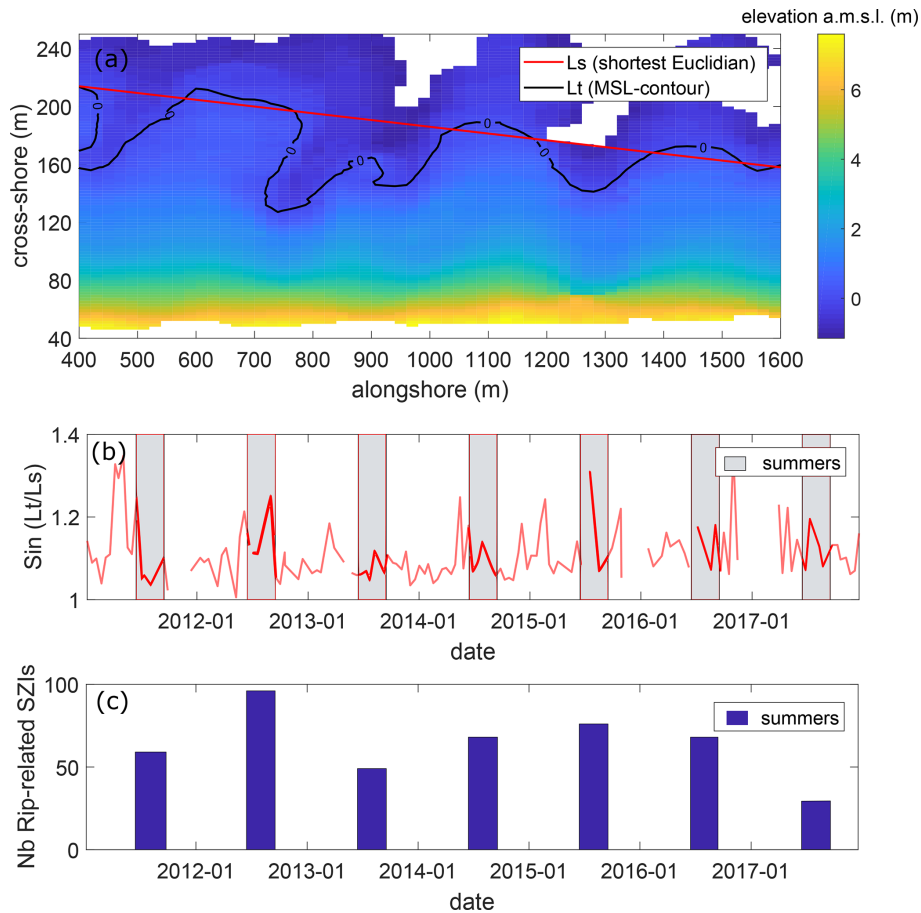 elevation a.m.s.l. (m)
(a)
Ls (shortest Euclidian)
Lt (MSL-contour)
240
200
160
120
80
40
cross-shore (m)
0
0
0
0
0
0
0
6
4
2
0
400 500 600 700 800 900 1000 1100 1200 1300 1400 1500 1600
alongshore (m)
(b)
summers
1.4
1.2
1
Sin (Lt/Ls)
2012-01 2013-01 2014-01 2015-01 2016-01 2017-01
date
(c)
summers
100
50
0
Nb Rip-related SZIs
2012-01 2013-01 2014-01 2015-01 2016-01 2017-01
date